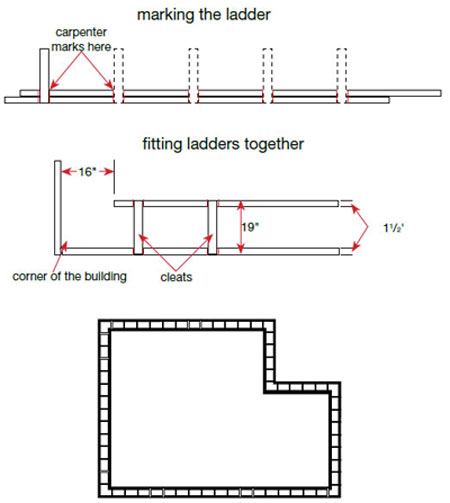 marking the ladder
carpenter
marks here
fitting ladders together
16"
19"
1½'
corner of the building
cleats